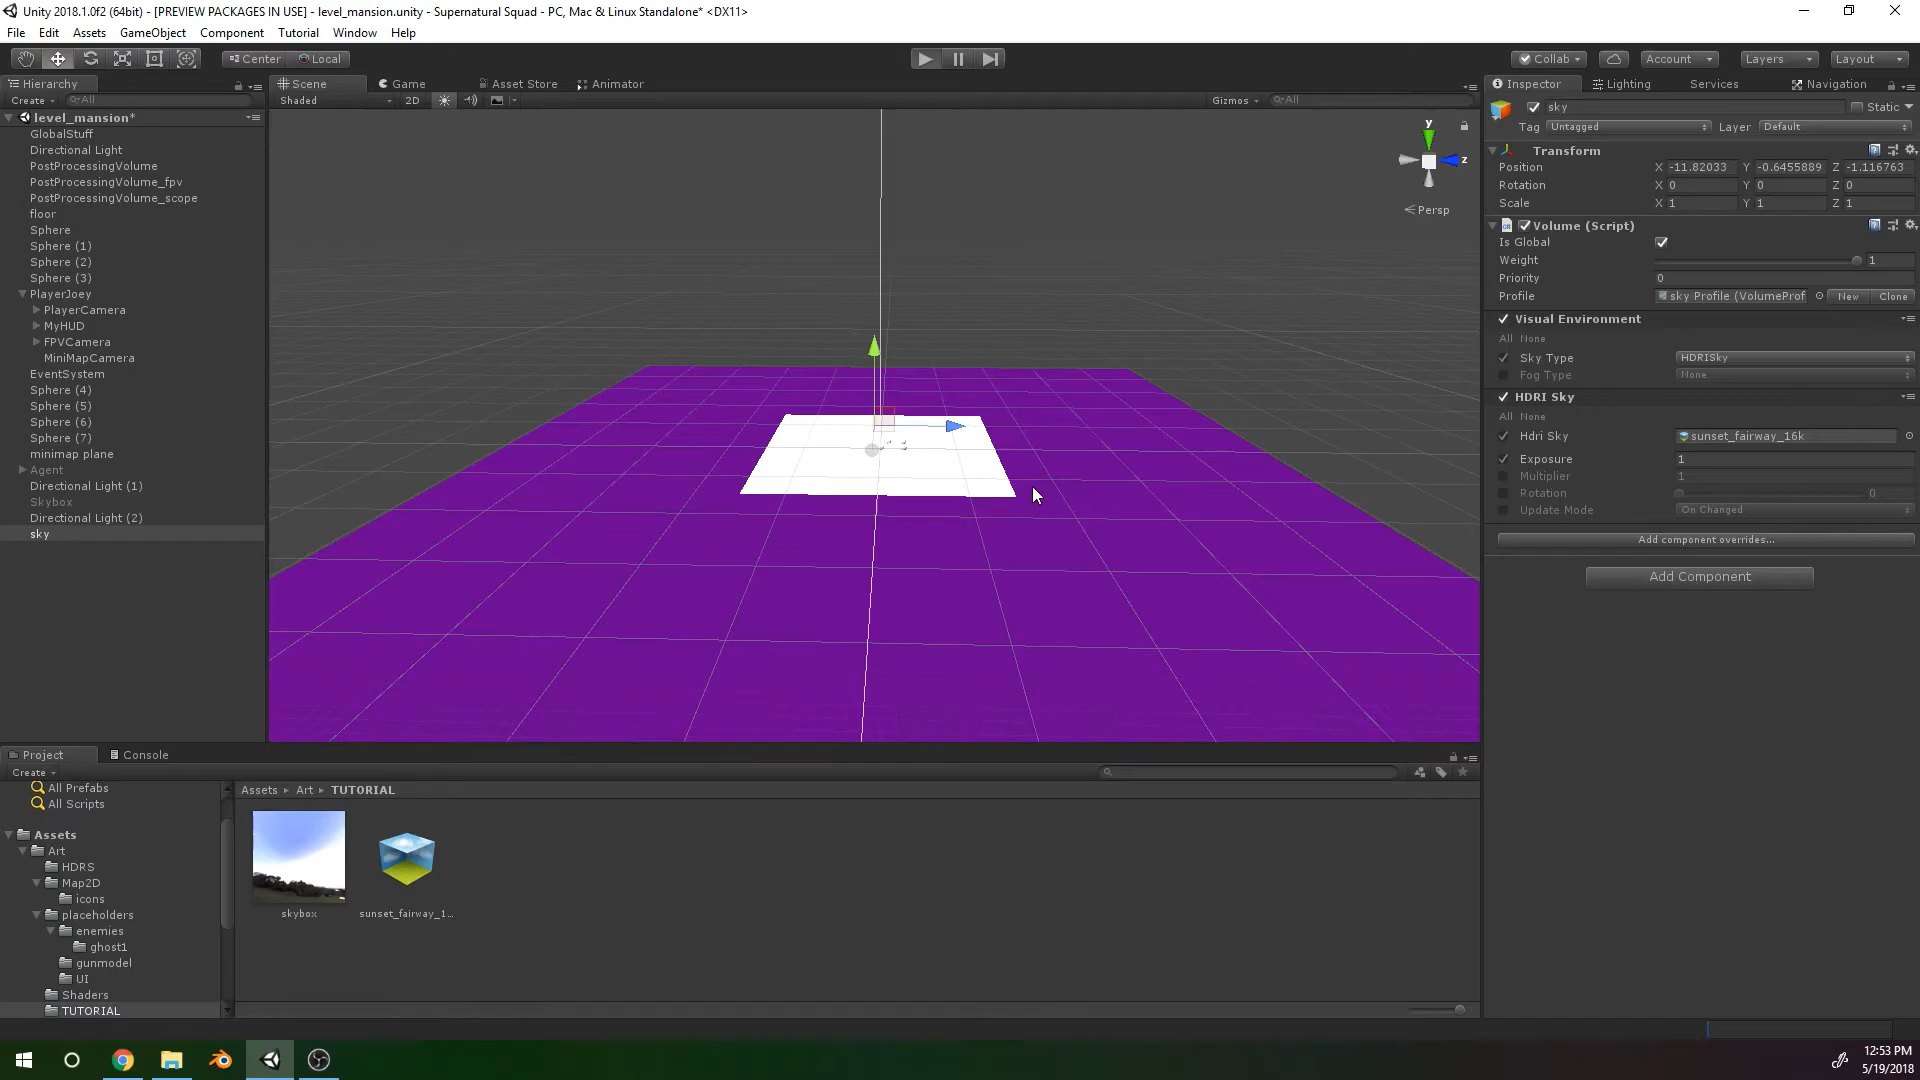 Unity 2018.1.0f2 (64bit) - [PREVIEW PACKAGES IN USE] - level_mansion.unity - Supernatural Squad - PC, Mac & Linux Standalone* <DX11>
File Edit Assets GameObject Component Tutorial Window Help
Center Local Collab Account Layers Layout
Hierarchy Scene Game Asset Store Animator Inspector Lighting Services Navigation
Create All Shaded 2D Gizmos All
sky Static
Tag Untagged Layer Default
level_mansion*
GlobalStuff
Directional Light
PostProcessingVolume
PostProcessingVolume_fpv
PostProcessingVolume_scope
floor
Sphere
Sphere (1)
Sphere (2)
Sphere (3)
PlayerJoey
PlayerCamera
MyHUD
FPVCamera
MiniMapCamera
EventSystem
Sphere (4)
Sphere (5)
Sphere (6)
Sphere (7)
minimap plane
Agent
Directional Light (1)
Skybox
Directional Light (2)
sky
y
z
Persp
Transform
Position X -11.82033 Y -0.6455889 Z -1.116763
Rotation X 0 Y 0 Z 0
Scale X 1 Y 1 Z 1
Volume (Script)
Is Global
Weight 1
Priority 0
Profile sky Profile (VolumeProf New Clone
Visual Environment
All None
Sky Type HDRISky
Fog Type None
HDRI Sky
All None
Hdri Sky sunset_fairway_16k
Exposure 1
Multiplier 1
Rotation 0
Update Mode On Changed
Add component overrides...
Add Component
Project Console
Create
All Prefabs
All Scripts
Assets
Art
HDRS
Map2D
icons
placeholders
enemies
ghost1
gunmodel
UI
Shaders
TUTORIAL
Assets Art TUTORIAL
skybox sunset_fairway_1...
12:53 PM
5/19/2018